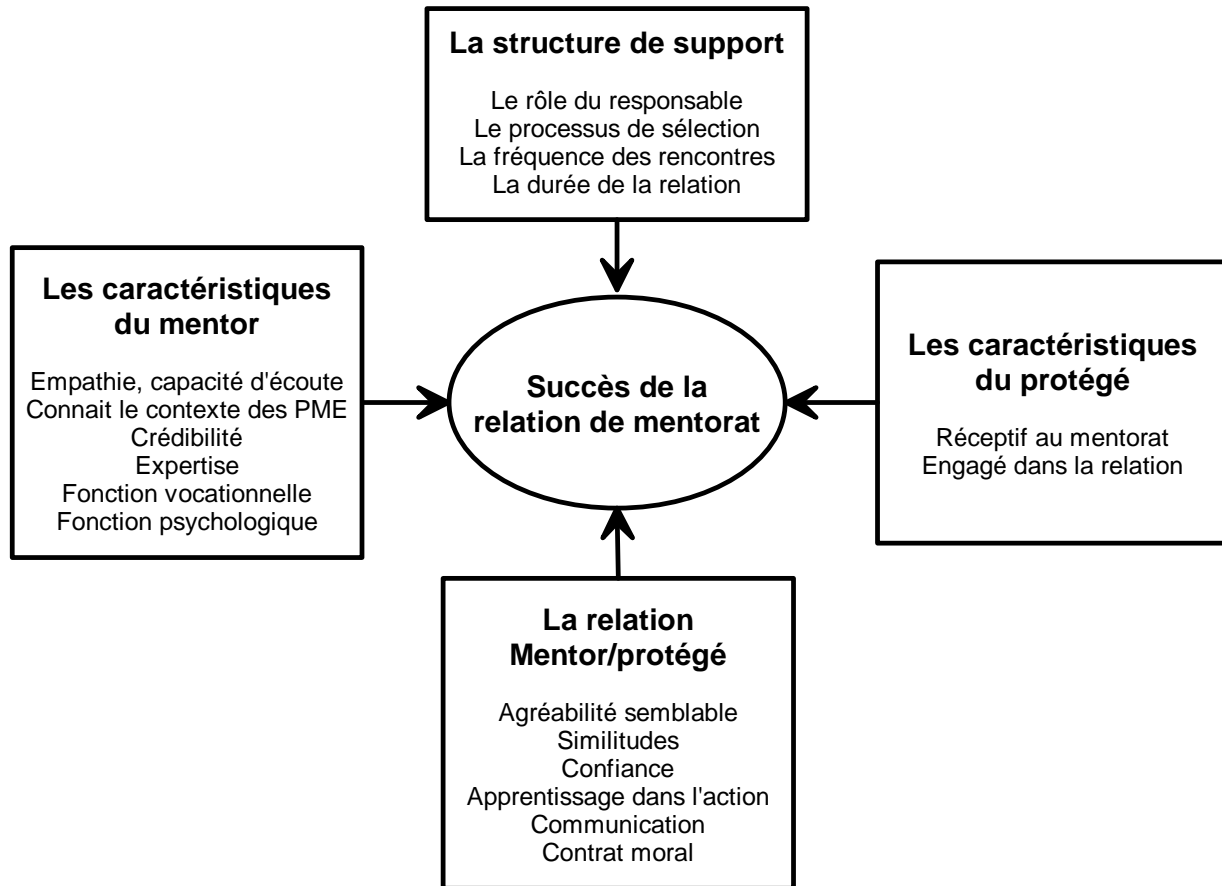 La structure de support
Le rôle du responsable
Le processus de sélection
La fréquence des rencontres
La durée de la relation
Les caractéristiques
du mentor
Empathie, capacité d'écoute
Connait le contexte des PME
Crédibilité
Expertise
Fonction vocationnelle
Fonction psychologique
Succès de la
relation de mentorat
Les caractéristiques
du protégé
Réceptif au mentorat
Engagé dans la relation
La relation
Mentor/protégé
Agréabilité semblable
Similitudes
Confiance
Apprentissage dans l'action
Communication
Contrat moral